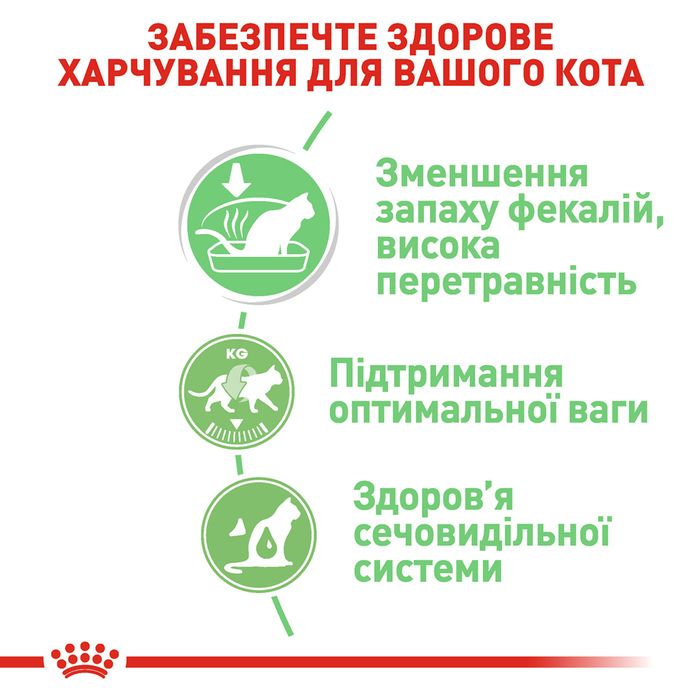 ЗАБЕЗПЕЧТЕ ЗДОРОВЕ
ХАРЧУВАННЯ ДЛЯ ВАШОГО КОТА
Зменшення
запаху фекалій,
висока
перетравність
KG
Підтримання
оптимальної ваги
Здоров’я
сечовидільної
системи